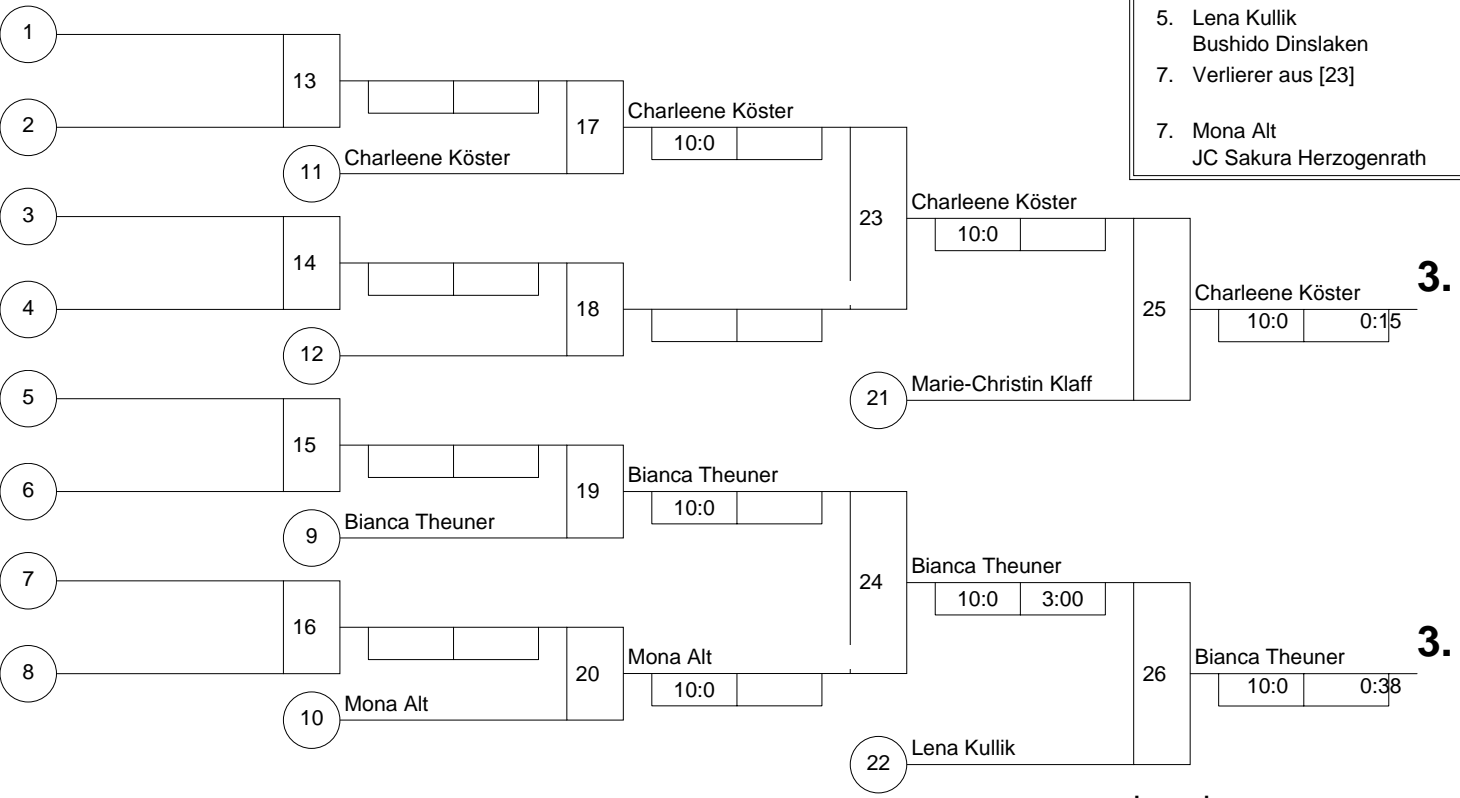 5. Lena Kullik
Bushido Dinslaken
7. Verlierer aus [23]
7. Mona Alt
JC Sakura Herzogenrath
1
2
13
11 Charleene Köster
17
Charleene Köster
10:0
3
4
14
12
18
23
Charleene Köster
10:0
21 Marie-Christin Klaff
25
Charleene Köster
10:0 0:15
3.
5
6
15
9 Bianca Theuner
19
Bianca Theuner
10:0
7
8
16
10 Mona Alt
20
Mona Alt
10:0
24
Bianca Theuner
10:0 3:00
22 Lena Kullik
26
Bianca Theuner
10:0 0:38
3.